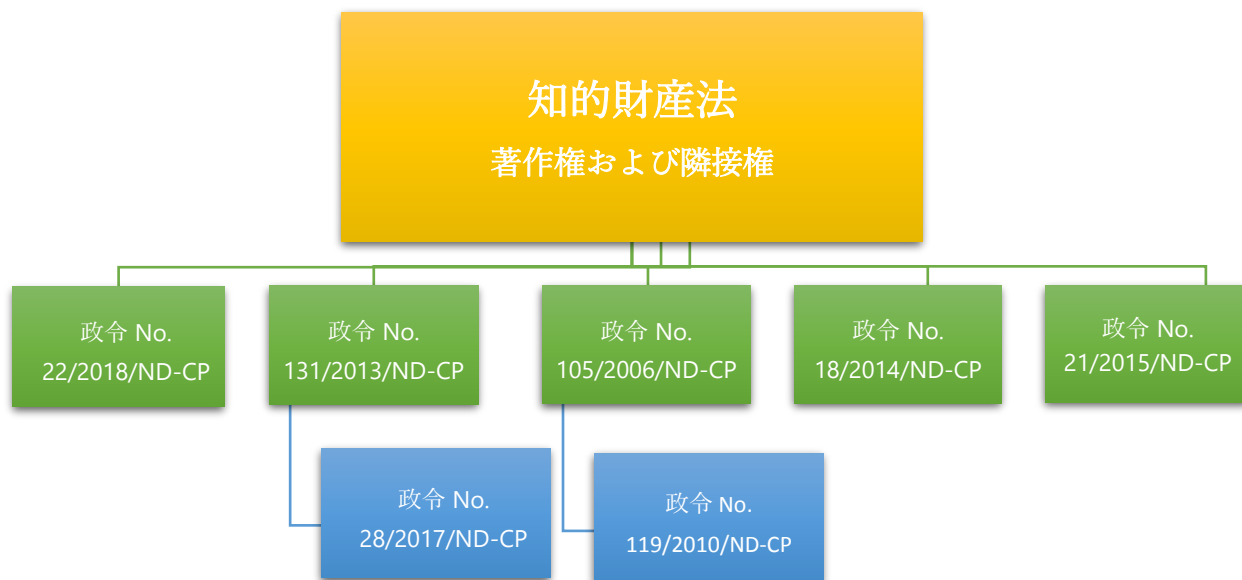 知的財産法
著作権および隣接権
政令 No.
22/2018/ND-CP
政令 No.
131/2013/ND-CP
政令 No.
105/2006/ND-CP
政令 No.
18/2014/ND-CP
政令 No.
21/2015/ND-CP
政令 No.
28/2017/ND-CP
政令 No.
119/2010/ND-CP